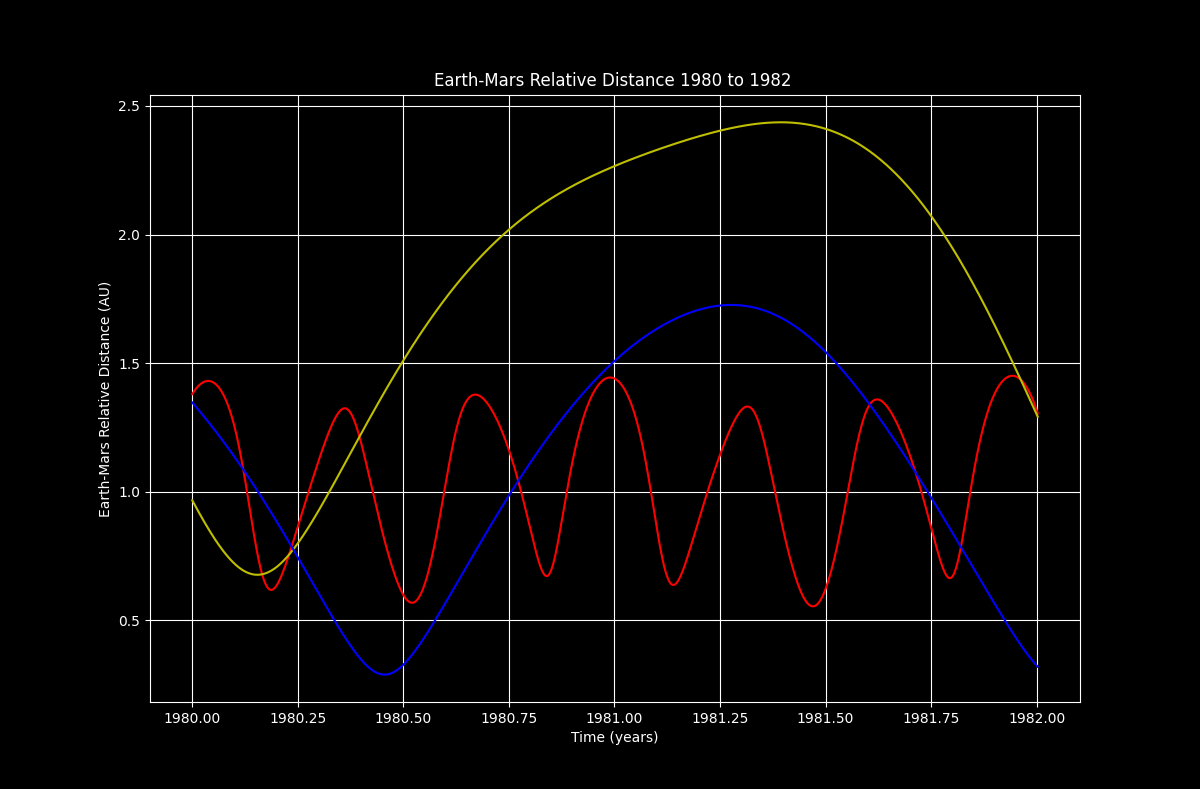 Earth-Mars Relative Distance 1980 to 1982
Earth-Mars Relative Distance (AU)
2.5
2.0
1.5
1.0
0.5
1980.00 1980.25 1980.50 1980.75 1981.00 1981.25 1981.50 1981.75 1982.00
Time (years)